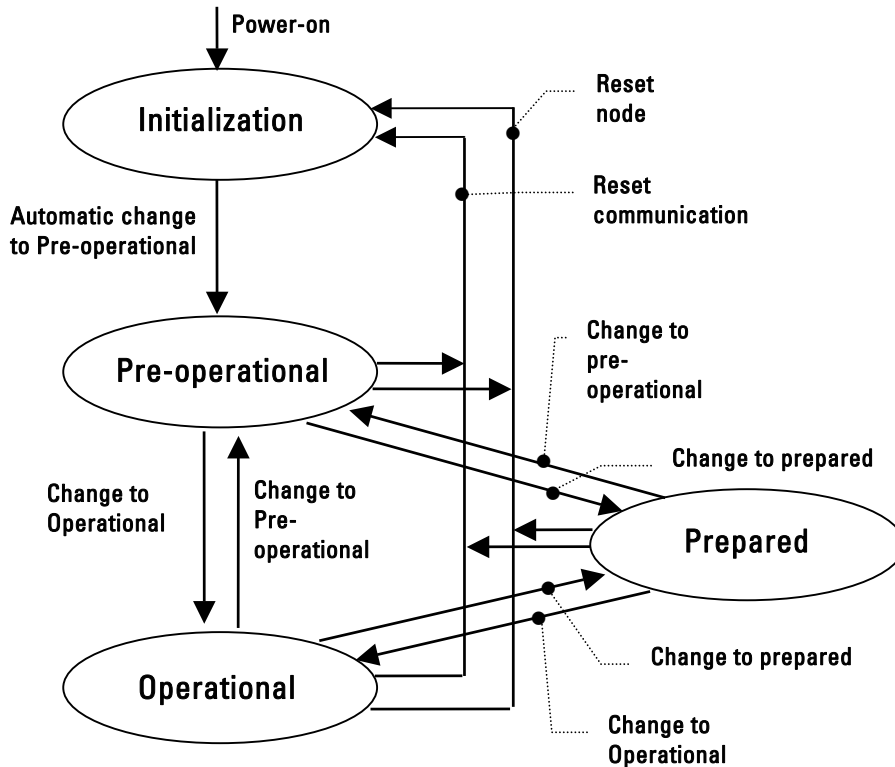 Power-on
Initialization
Reset
node
Reset
communication
Automatic change
to Pre-operational
Pre-operational
Change to
pre-
operational
Change to prepared
Change to
Operational
Change to
Pre-
operational
Prepared
Operational
Change to prepared
Change to
Operational